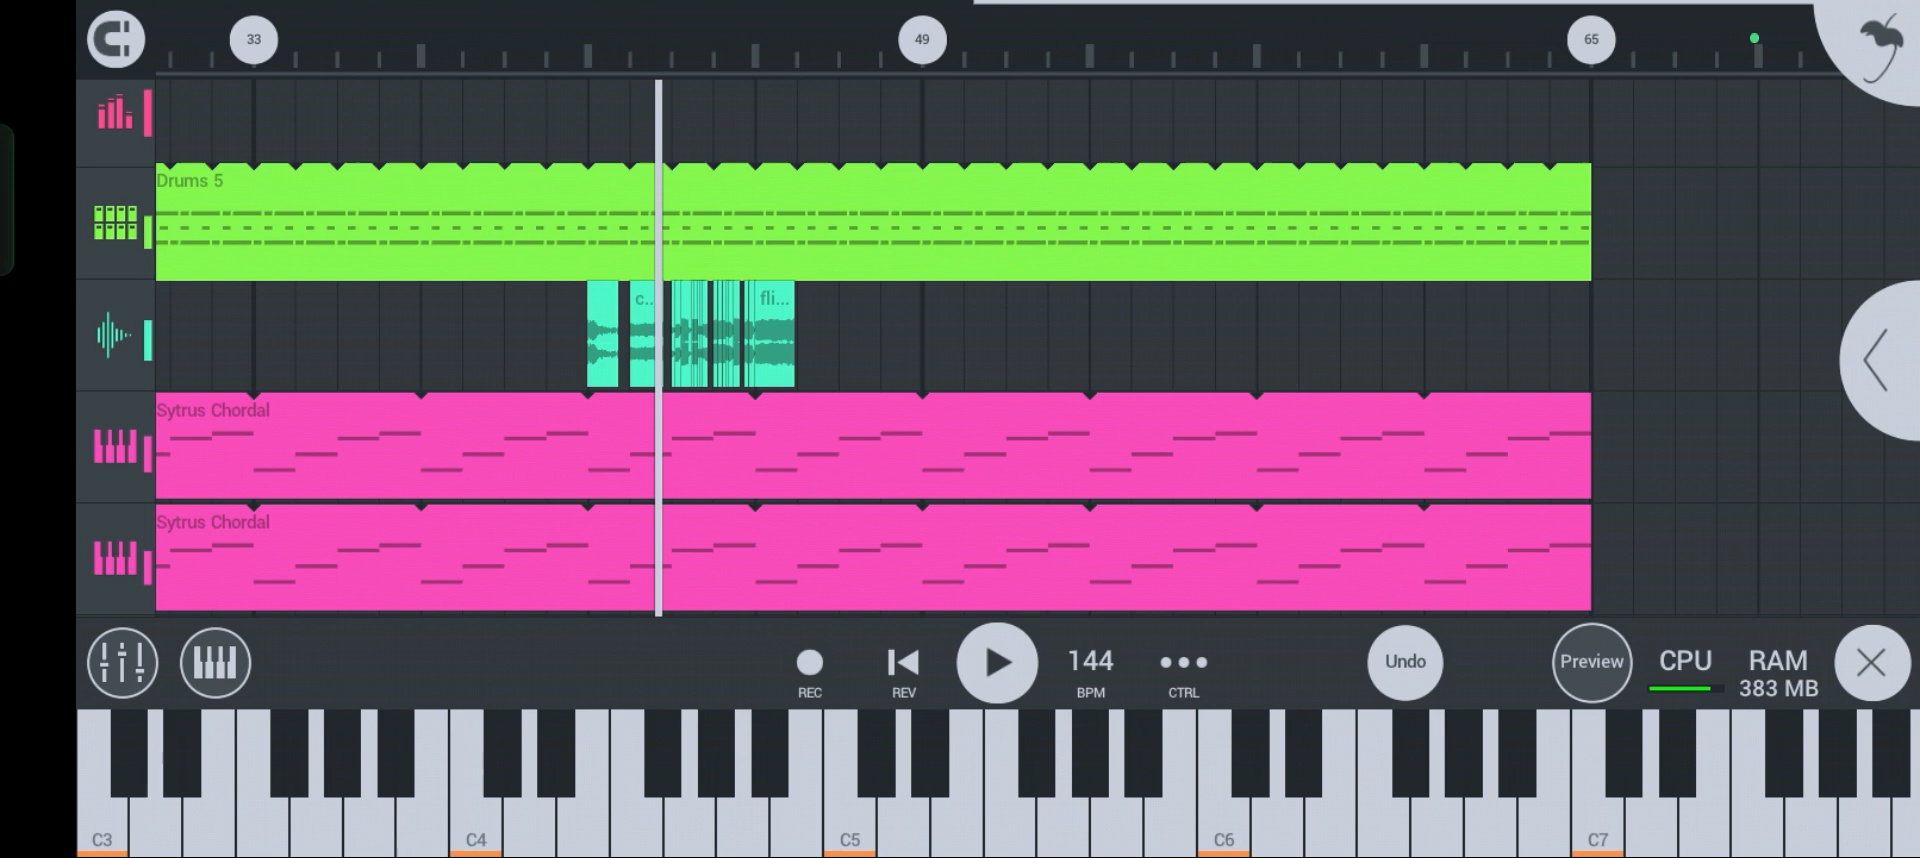 33
49
65
Drums 5
c...
fli...
Sytrus Chordal
Sytrus Chordal
REC
REV
144
BPM
CTRL
Undo
Preview
CPU
RAM
383 MB
C3
C4
C5
C6
C7